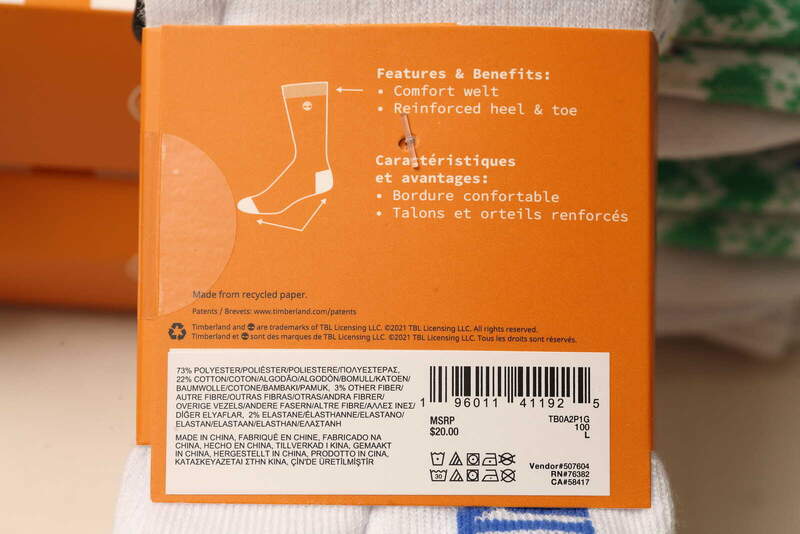 Features & Benefits:
• Comfort welt
• Reinforced heel & toe
Caractéristiques
et avantages:
• Bordure confortable
• Talons et orteils renforcés
Made from recycled paper.
Patents / Brevets: www.timberland.com/patents
Timberland and are trademarks of TBL Licensing LLC. ©2021 TBL Licensing LLC. All rights reserved.
Timberland et sont des marques de TBL Licensing LLC. ©2021 TBL Licensing LLC. Tous les droits sont réservés.
73% POLYESTER/POLIÉSTER/POLIESTERE/ΠΟΛΥΕΣΤΕΡΑΣ,
22% COTTON/COTON/ALGODÃO/ALGODÓN/BOMULL/KATOEN/
BAUMWOLLE/COTONE/BAMBAKI/PAMUK, 3% OTHER FIBER/
AUTRE FIBRE/OUTRAS FIBRAS/OTRAS/ANDRA FIBRER/
OVERIGE VEZELS/ANDERE FASERN/ALTRE FIBRE/ΑΛΛΕΣ ΙΝΕΣ/
DİĞER ELYAFLAR, 2% ELASTANE/ÉLASTHANNE/ELASTANO/
ELASTAN/ELASTAAN/ELASTHAN/ELASTAN
MADE IN CHINA, FABRIQUÉ EN CHINE, FABRICADO NA
CHINA, HECHO EN CHINA, TILLVERKAD I KINA, GEMAAKT
IN CHINA, HERGESTELLT IN CHINA, PRODOTTO IN CINA,
ΚΑΤΑΣΚΕΥΑΖΕΤΑΙ ΣΤΗΝ ΚΙΝΑ, ÇİN'DE ÜRETİLMİŞTİR
1 96011 41192 5
MSRP
$20.00
TB0A2P1G
100
L
30
Vendor#507604
RN#76382
CA#58417